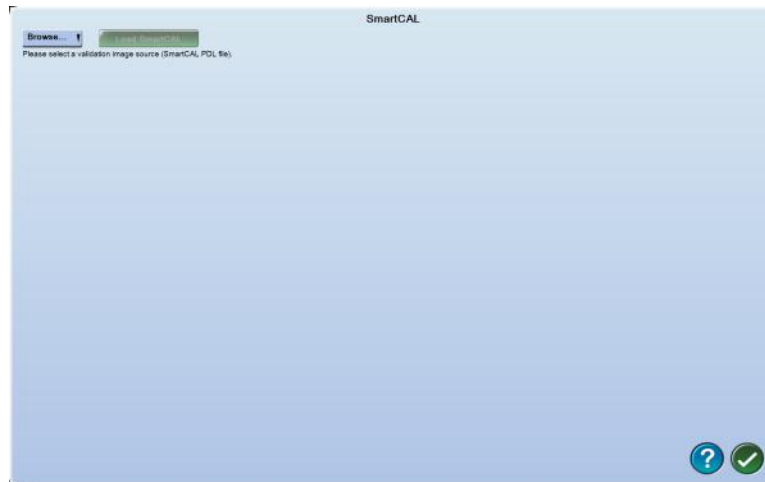 SmartCAL
Browse...
Load SmartCAL
Please select a validation image source (SmartCAL PDL file).
?